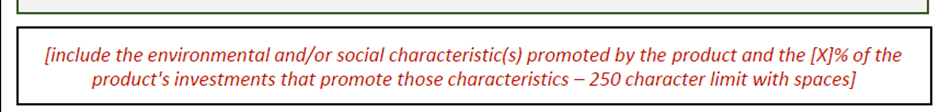 [include the environmental and/or social characteristic(s) promoted by the product and the [X]% of the
product's investments that promote those characteristics – 250 character limit with spaces]